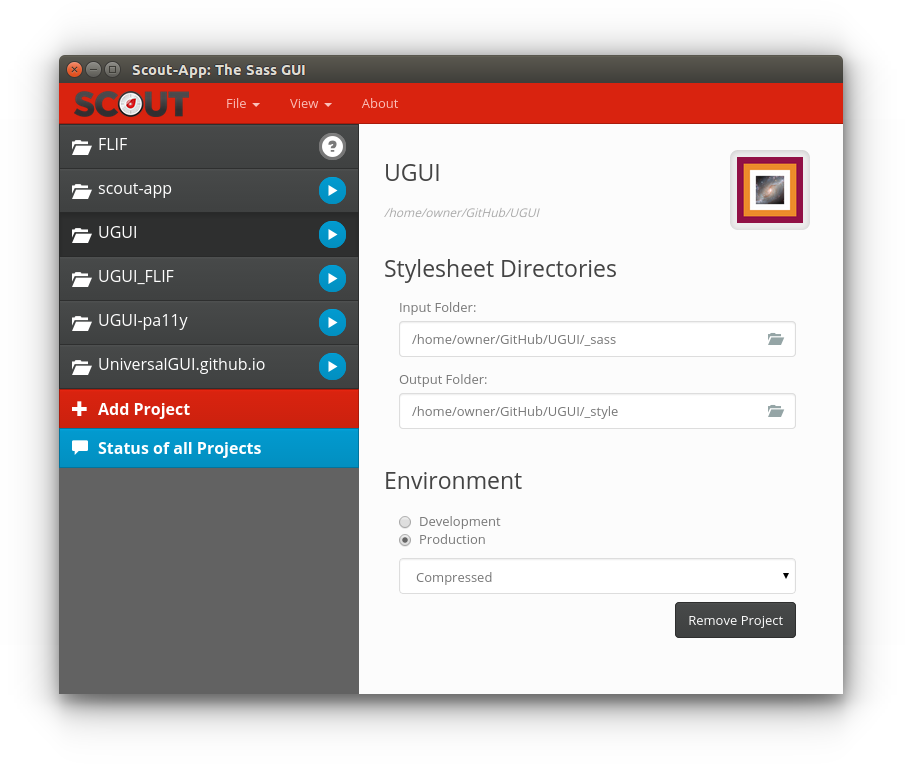 Scout-App: The Sass GUI
SCOUT File View About
FLIF ?
scout-app
UGUI
UGUI_FLIF
UGUI-pa11y
UniversalGUI.github.io
Add Project
Status of all Projects
UGUI
/home/owner/GitHub/UGUI
Stylesheet Directories
Input Folder:
/home/owner/GitHub/UGUI/_sass
Output Folder:
/home/owner/GitHub/UGUI/_style
Environment
Development
Production
Compressed
Remove Project